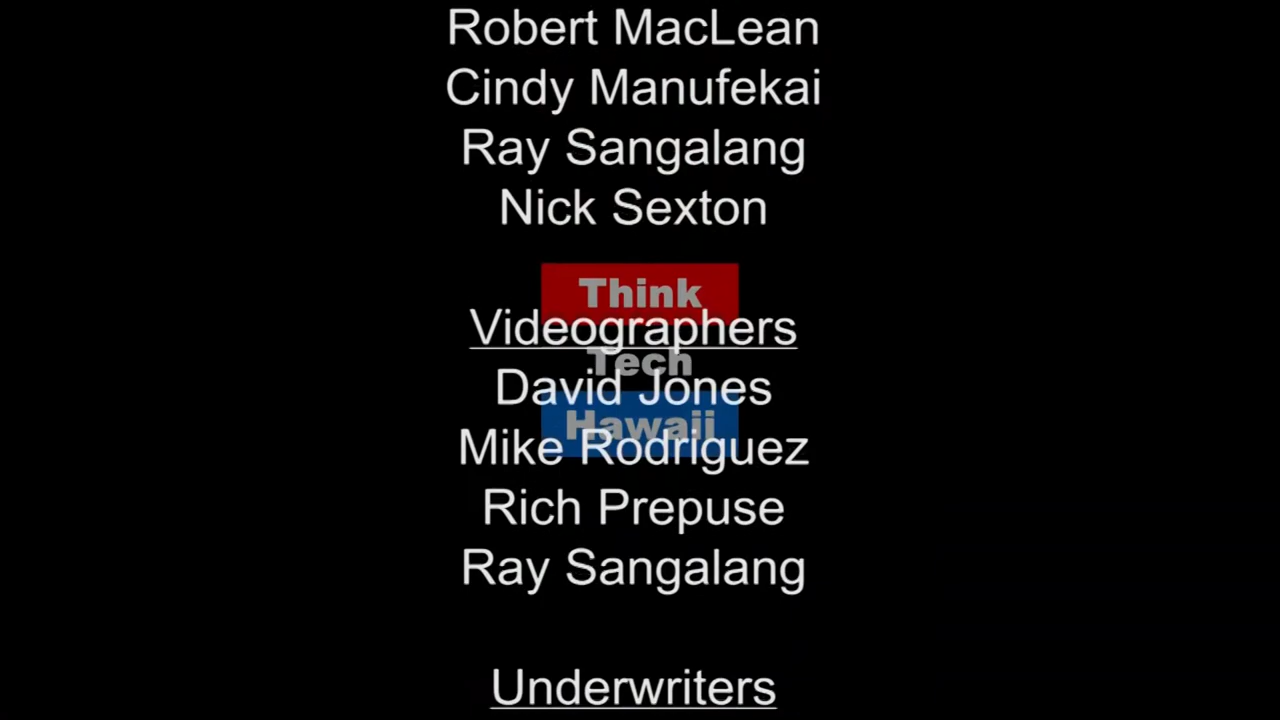 Robert MacLean
Cindy Manufekai
Ray Sangalang
Nick Sexton
Think
Videographers
Tech
David Jones
Hawaii
Mike Rodriguez
Rich Prepuse
Ray Sangalang
Underwriters